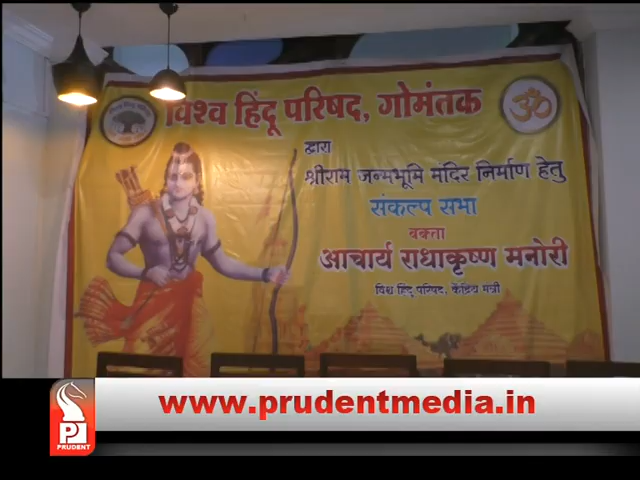 विश्व हिंदू परिषद, गोमंतक
ॐ
द्वारा
श्रीराम जन्मभूमि मंदिर निर्माण हेतु
संकल्प सभा
वक्ता
आचार्य राधाकृष्ण मनोरी
विश्व हिंदू परिषद, केंद्रिय मंत्री
www.prudentmedia.in
P
PRUDENT